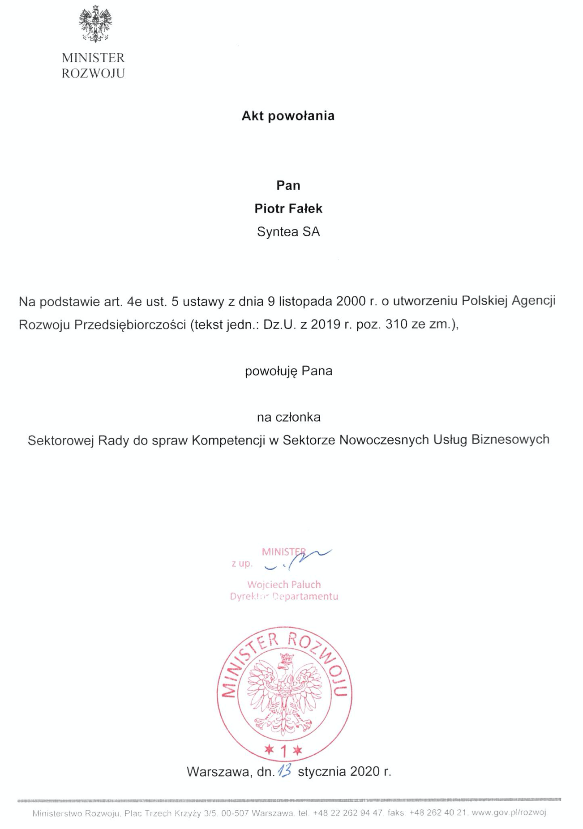 MINISTER
ROZWOJU
Akt powołania
Pan
Piotr Fałek
Syntea SA
Na podstawie art. 4e ust. 5 ustawy z dnia 9 listopada 2000 r. o utworzeniu Polskiej Agencji
Rozwoju Przedsiębiorczości (tekst jedn.: Dz.U. z 2019 r. poz. 310 ze zm.),
powołuję Pana
na członka
Sektorowej Rady do spraw Kompetencji w Sektorze Nowoczesnych Usług Biznesowych
MINISTER
z up.
Wojciech Paluch
Dyrektor Departamentu
MINISTER ROZWOJU
* 1 *
Warszawa, dn. 13 stycznia 2020 r.
Ministerstwo Rozwoju, Plac Trzech Krzyży 3/5, 00-507 Warszawa, tel. +48 22 262 94 47, faks. +48 262 40 21, www.gov.pl/rozwoj